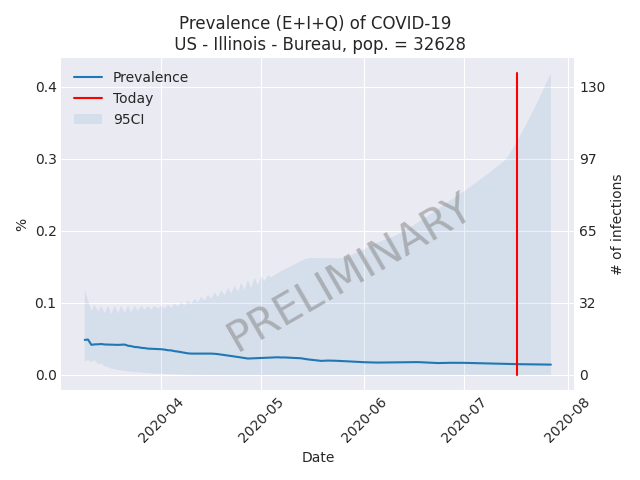 Prevalence (E+I+Q) of COVID-19
US - Illinois - Bureau, pop. = 32628
Prevalence
Today
95CI
0.4
0.3
0.2
0.1
0.0
%
130
97
65
32
0
# of infections
PRELIMINARY
2020-04
2020-05
2020-06
2020-07
2020-08
Date